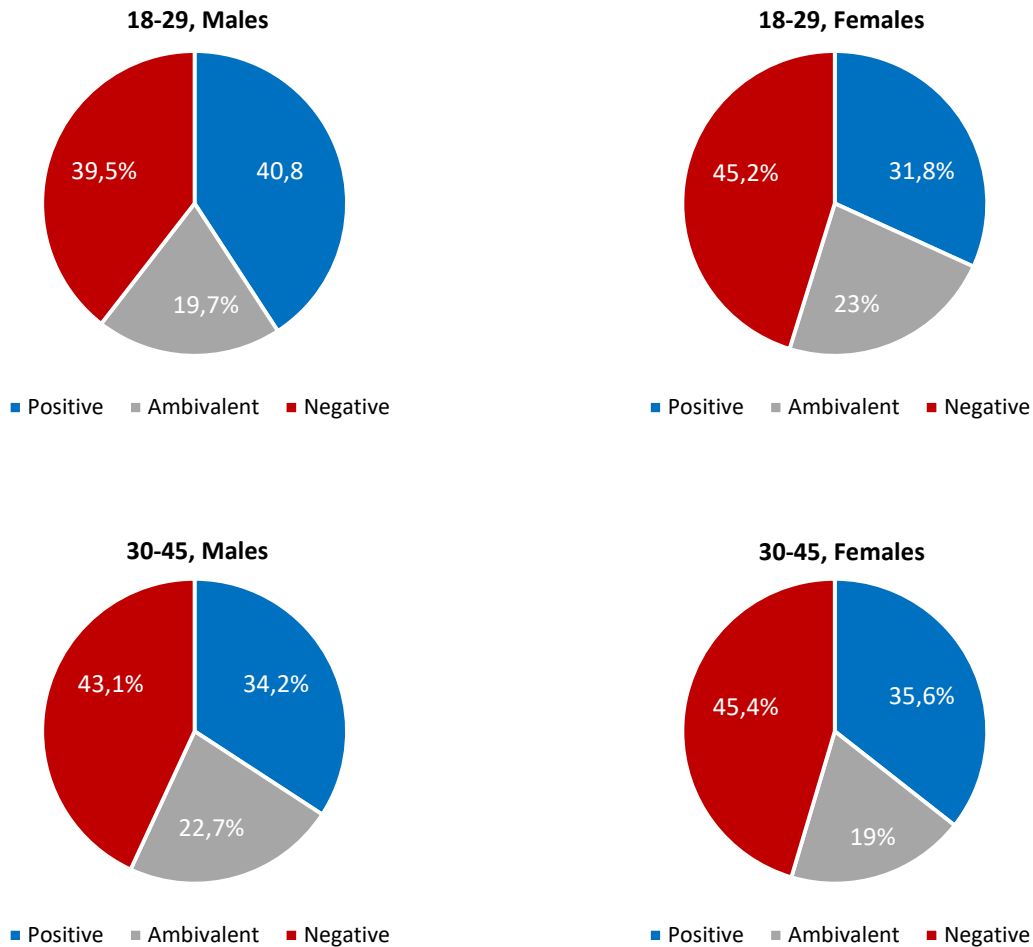 18-29, Males
39,5%
40,8
19,7%
Positive Ambivalent Negative
18-29, Females
45,2%
31,8%
23%
Positive Ambivalent Negative
30-45, Males
43,1%
34,2%
22,7%
Positive Ambivalent Negative
30-45, Females
45,4%
35,6%
19%
Positive Ambivalent Negative